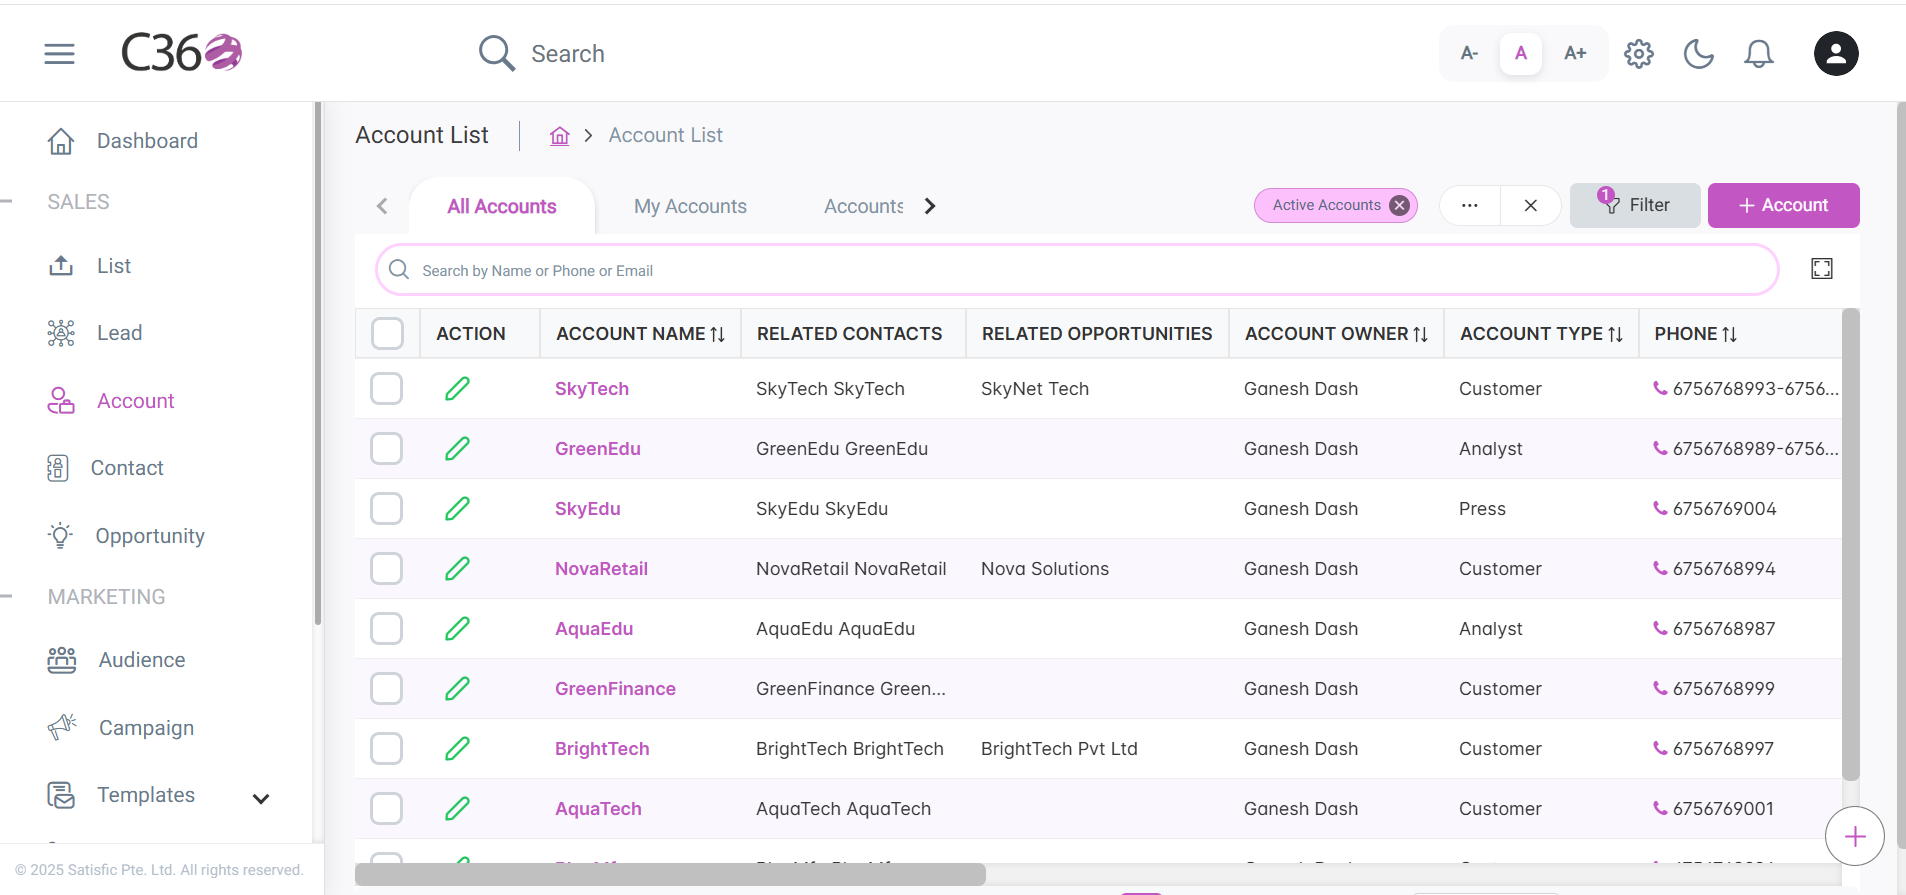 C360
Search
A- A A+
Dashboard
SALES
List
Lead
Account
Contact
Opportunity
MARKETING
Audience
Campaign
Templates
© 2025 Satisfic Pte. Ltd. All rights reserved.
Account List
Account List
All Accounts My Accounts Accounts
Active Accounts
1
Filter
+ Account
Search by Name or Phone or Email
ACTION ACCOUNT NAME RELATED CONTACTS RELATED OPPORTUNITIES ACCOUNT OWNER ACCOUNT TYPE PHONE
SkyTech SkyTech SkyTech SkyNet Tech Ganesh Dash Customer 6756768993-6756...
GreenEdu GreenEdu GreenEdu Ganesh Dash Analyst 6756768989-6756...
SkyEdu SkyEdu SkyEdu Ganesh Dash Press 6756769004
NovaRetail NovaRetail NovaRetail Nova Solutions Ganesh Dash Customer 6756768994
AquaEdu AquaEdu AquaEdu Ganesh Dash Analyst 6756768987
GreenFinance GreenFinance Green... Ganesh Dash Customer 6756768999
BrightTech BrightTech BrightTech BrightTech Pvt Ltd Ganesh Dash Customer 6756768997
AquaTech AquaTech AquaTech Ganesh Dash Customer 6756769001